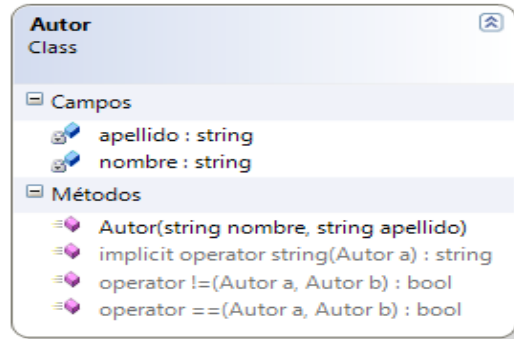 Autor
Class
Campos
apellido : string
nombre : string
Métodos
Autor(string nombre, string apellido)
implicit operator string(Autor a) : string
operator !=(Autor a, Autor b) : bool
operator ==(Autor a, Autor b) : bool